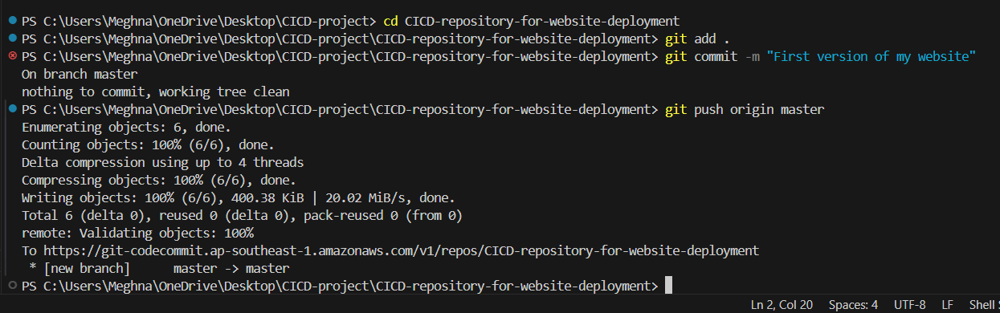 PS C:\Users\Meghna\OneDrive\Desktop\CICD-project> cd CICD-repository-for-website-deployment
PS C:\Users\Meghna\OneDrive\Desktop\CICD-project\CICD-repository-for-website-deployment> git add .
PS C:\Users\Meghna\OneDrive\Desktop\CICD-project\CICD-repository-for-website-deployment> git commit -m "First version of my website"
On branch master
nothing to commit, working tree clean
PS C:\Users\Meghna\OneDrive\Desktop\CICD-project\CICD-repository-for-website-deployment> git push origin master
Enumerating objects: 6, done.
Counting objects: 100% (6/6), done.
Delta compression using up to 4 threads
Compressing objects: 100% (6/6), done.
Writing objects: 100% (6/6), 400.38 KiB | 20.02 MiB/s, done.
Total 6 (delta 0), reused 0 (delta 0), pack-reused 0 (from 0)
remote: Validating objects: 100%
To https://git-codecommit.ap-southeast-1.amazonaws.com/v1/repos/CICD-repository-for-website-deployment
 * [new branch]      master -> master
PS C:\Users\Meghna\OneDrive\Desktop\CICD-project\CICD-repository-for-website-deployment>
Ln 2, Col 20 Spaces: 4 UTF-8 LF Shell